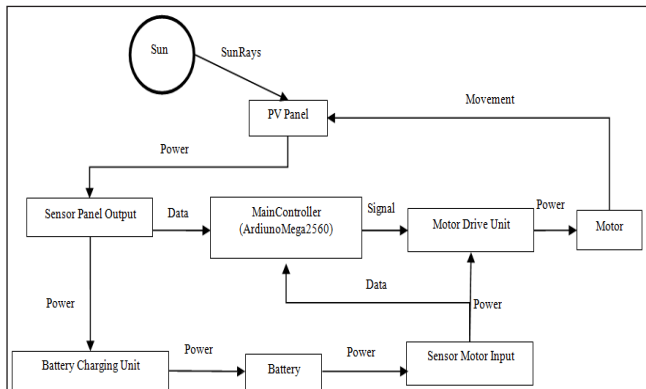 Sun
SunRays
PV Panel
Movement
Power
Sensor Panel Output
Data
MainController
(ArdiunoMega2560)
Signal
Motor Drive Unit
Power
Motor
Data
Power
Power
Battery Charging Unit
Power
Battery
Power
Sensor Motor Input